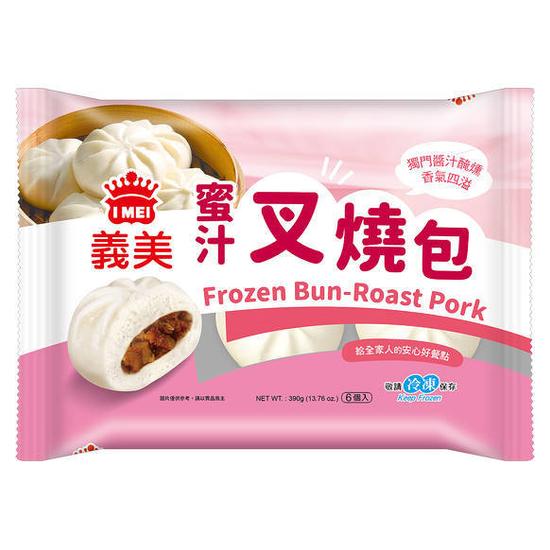 I MEI
義美
蜜汁
叉燒包
獨門醬汁醃燻
香氣四溢
Frozen Bun-Roast Pork
給全家人的安心好餐點
圖片僅供參考，請以實品為主
NET WT. : 390g (13.76 oz.) 6個入
敬請冷凍保存
Keep Frozen